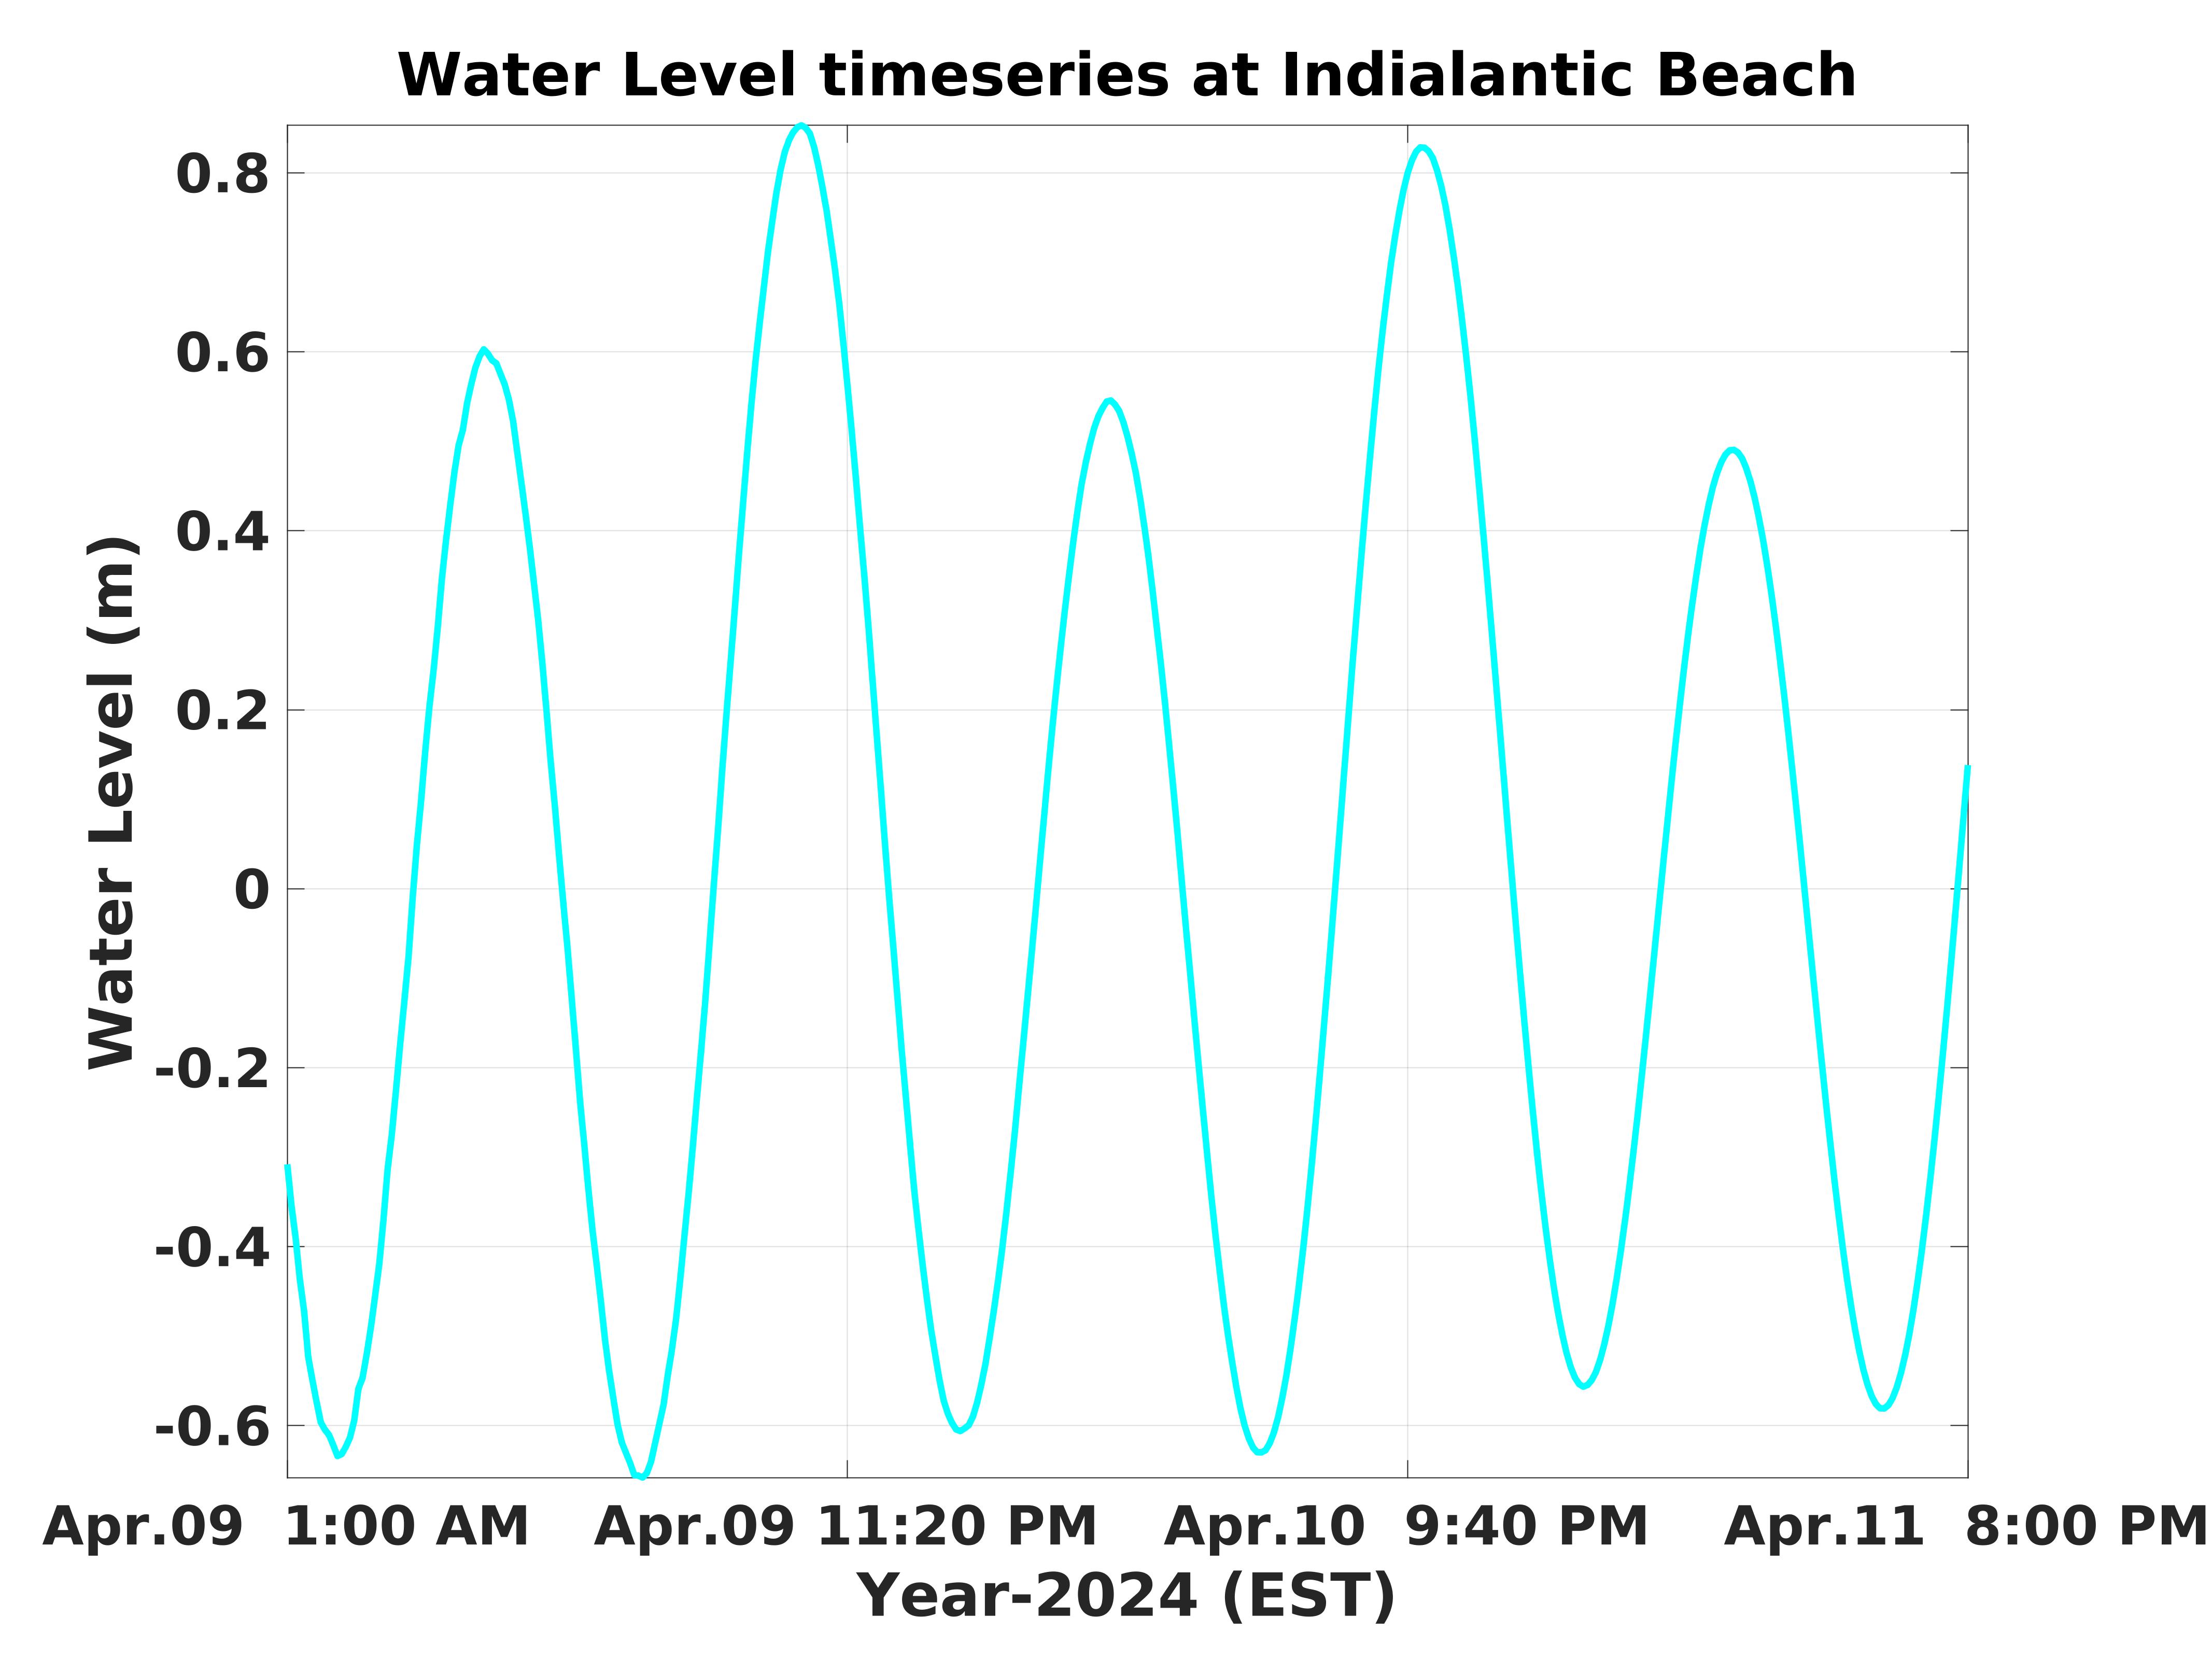 Water Level timeseries at Indialantic Beach
0.8
0.6
0.4
0.2
0
-0.2
-0.4
-0.6
Water Level (m)
Apr.09 1:00 AM Apr.09 11:20 PM Apr.10 9:40 PM Apr.11 8:00 PM
Year-2024 (EST)